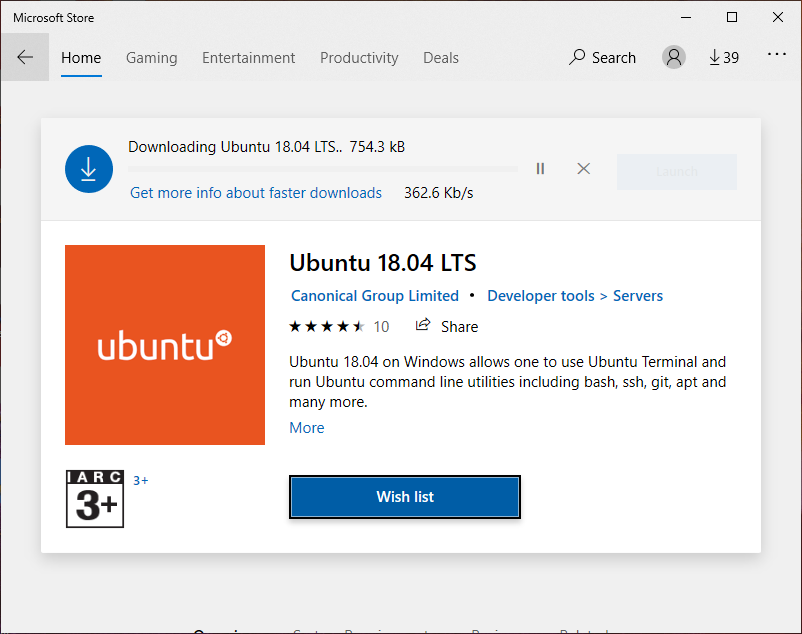 Microsoft Store
Home Gaming Entertainment Productivity Deals Search 39
Downloading Ubuntu 18.04 LTS.. 754.3 kB
Launch
Get more info about faster downloads 362.6 Kb/s
Ubuntu 18.04 LTS
Canonical Group Limited • Developer tools > Servers
10 Share
ubuntu
Ubuntu 18.04 on Windows allows one to use Ubuntu Terminal and
run Ubuntu command line utilities including bash, ssh, git, apt and
many more.
More
IARC
3+
3+
Wish list